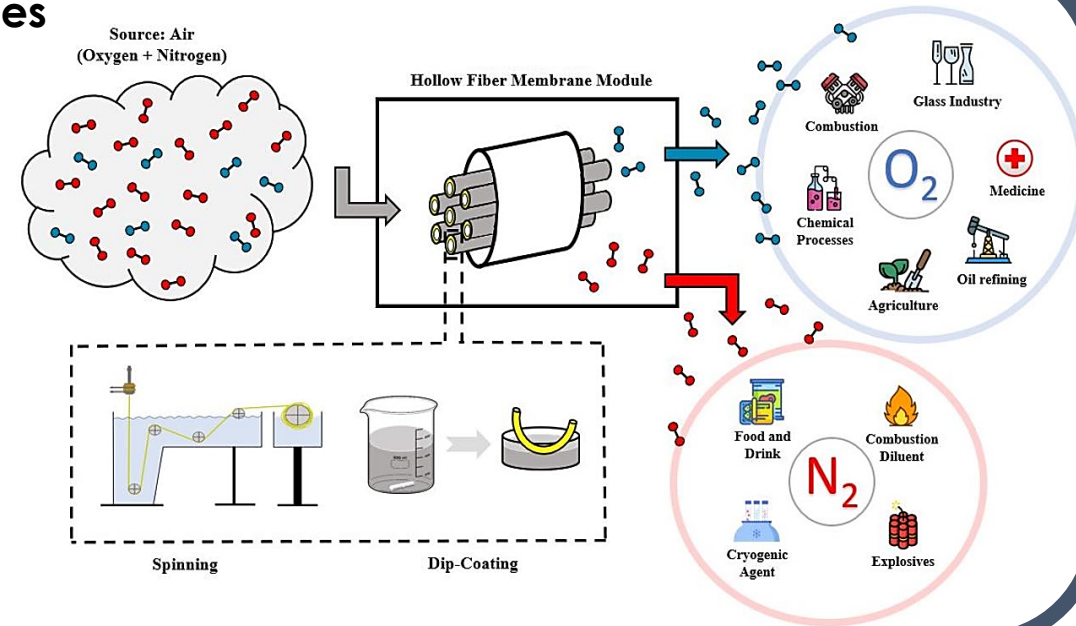 es
Source: Air
(Oxygen + Nitrogen)
Hollow Fiber Membrane Module
Glass Industry
Combustion
O2
Medicine
Chemical
Processes
Oil refining
Agriculture
Food and
Drink
Combustion
Diluent
N2
Cryogenic
Agent
Explosives
Spinning
Dip-Coating